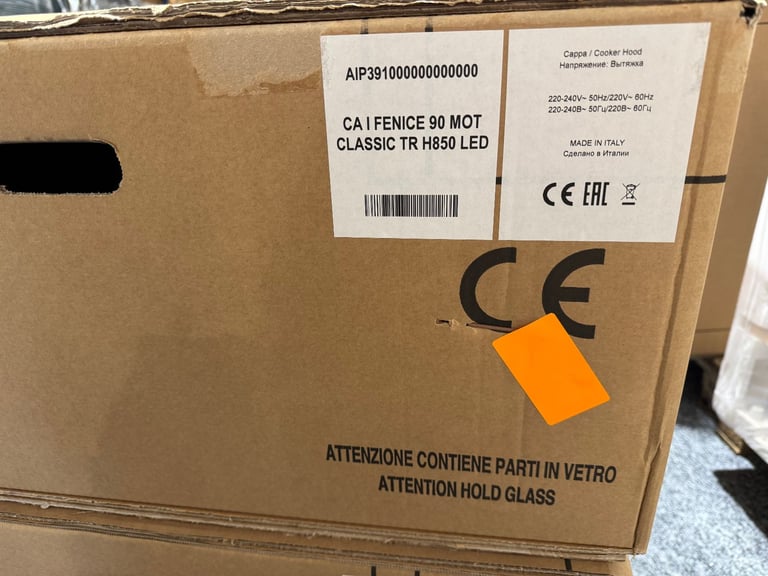 AIP391000000000000
CA I FENICE 90 MOT
CLASSIC TR H850 LED
Cappa / Cooker Hood
Напряжение: Вытяжка
220-240V~ 50Hz/220V~ 60Hz
220-240В~ 50Гц/220В~ 60Гц
MADE IN ITALY
Сделано в Италии
CE EAC
CE
ATTENZIONE CONTIENE PARTI IN VETRO
ATTENTION HOLD GLASS